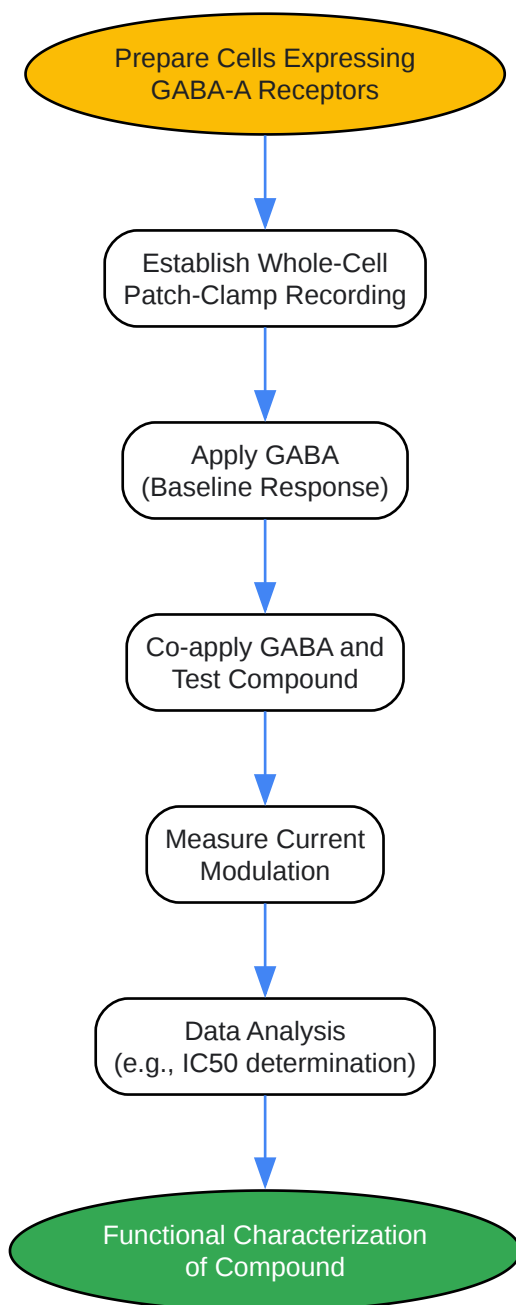 Prepare Cells Expressing
GABA-A Receptors
Establish Whole-Cell
Patch-Clamp Recording
Apply GABA
(Baseline Response)
Co-apply GABA and
Test Compound
Measure Current
Modulation
Data Analysis
(e.g., IC50 determination)
Functional Characterization
of Compound